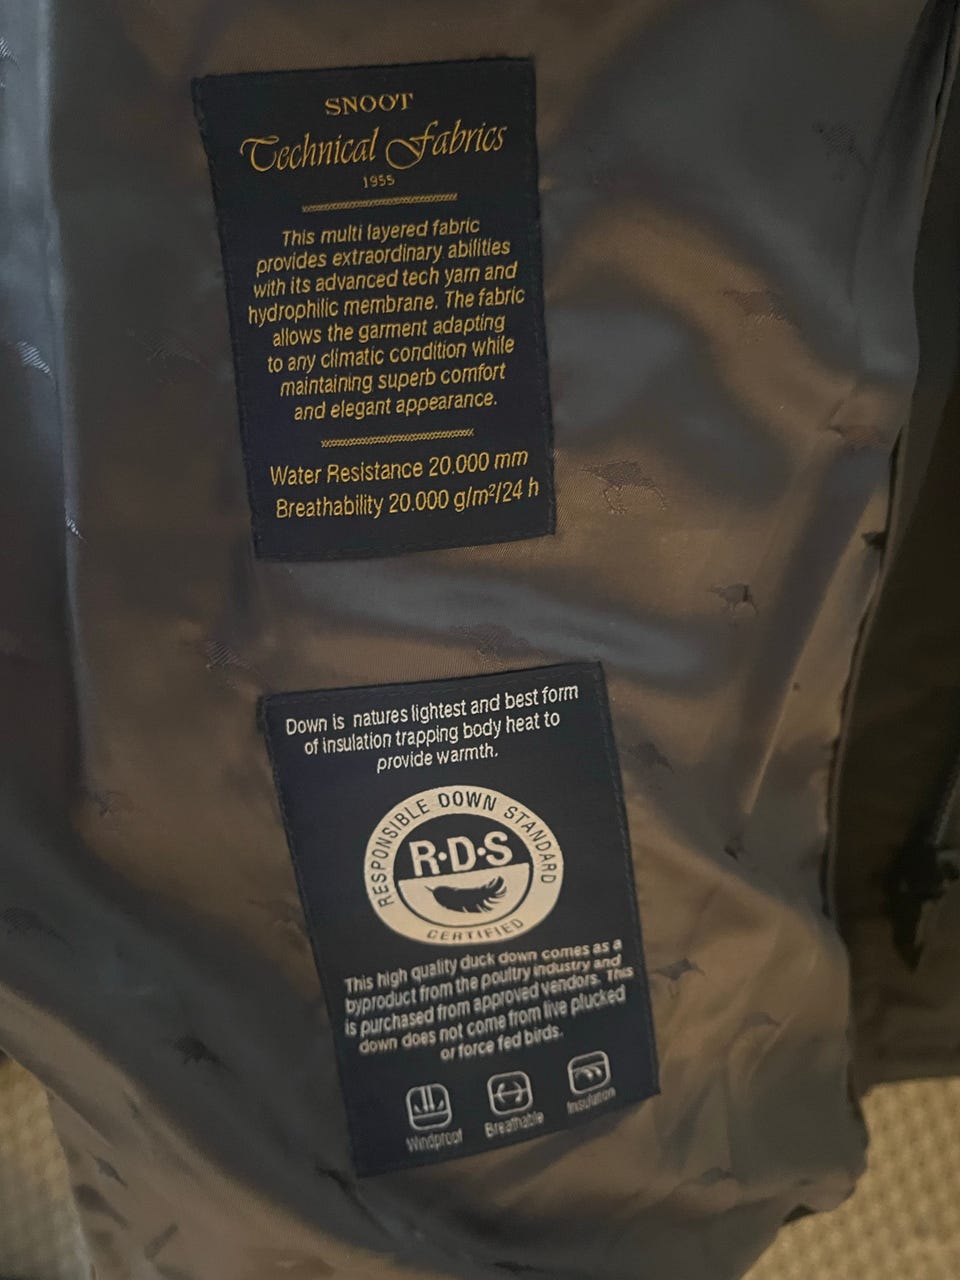 SNOOT
Technical Fabrics
1955
This multi layered fabric
provides extraordinary abilities
with its advanced tech yarn and
hydrophilic membrane. The fabric
allows the garment adapting
to any climatic condition while
maintaining superb comfort
and elegant appearance.
Water Resistance 20.000 mm
Breathability 20.000 g/m²/24 h
Down is natures lightest and best form
of insulation trapping body heat to
provide warmth.
RESPONSIBLE DOWN STANDARD
R·D·S
CERTIFIED
This high quality duck down comes as a
byproduct from the poultry industry and
is purchased from approved vendors. This
down does not come from live plucked
or force fed birds.
Windproof Breathable Insulation